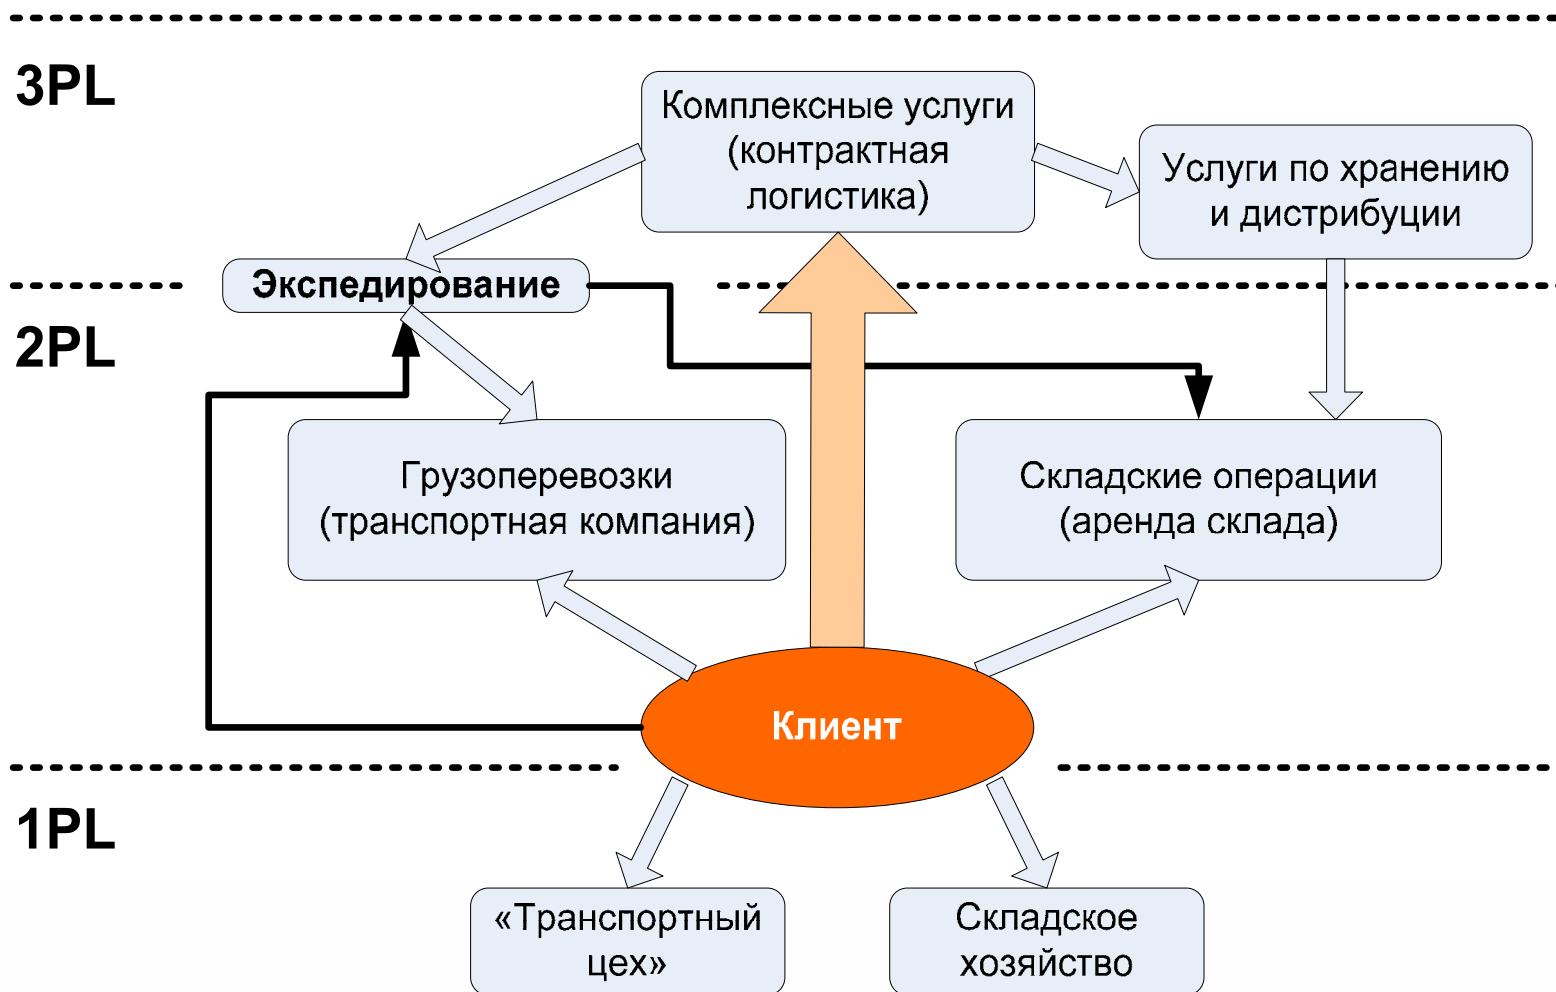 3PL
Комплексные услуги
(контрактная
логистика)
Услуги по хранению
и дистрибуции
Экспедирование
2PL
Грузоперевозки
(транспортная компания)
Складские операции
(аренда склада)
Клиент
1PL
«Транспортный
цех»
Складское
хозяйство